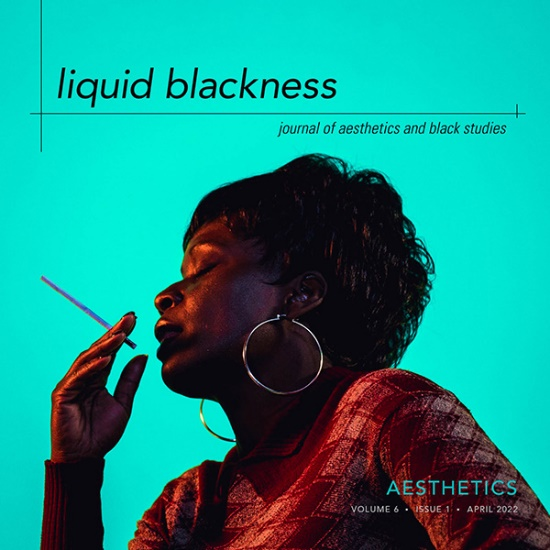 liquid blackness
journal of aesthetics and black studies
AESTHETICS
VOLUME 6 • ISSUE 1 • APRIL 2022